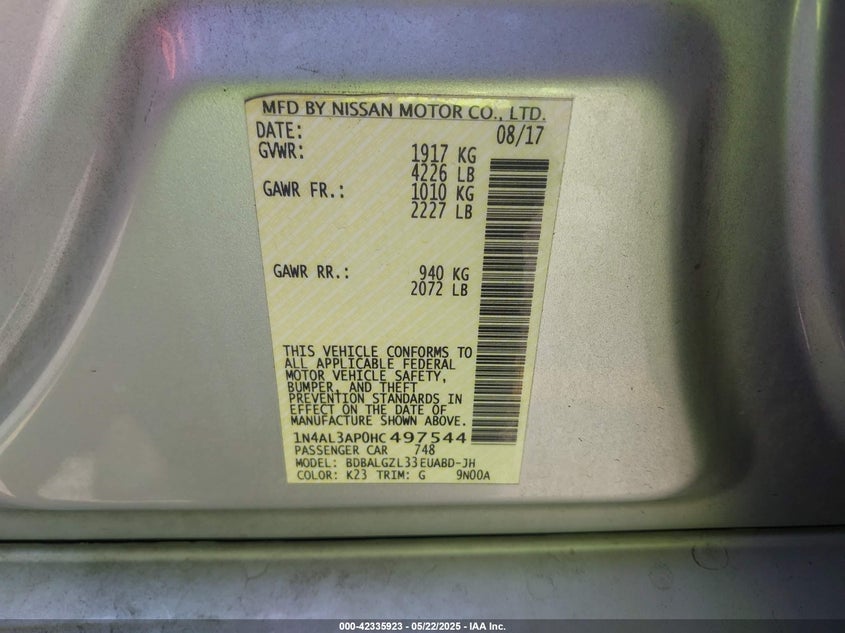 MFD BY NISSAN MOTOR CO., LTD.
DATE: 08/17
GVWR: 1917 KG
4226 LB
GAWR FR.: 1010 KG
2227 LB
GAWR RR.: 940 KG
2072 LB
THIS VEHICLE CONFORMS TO
ALL APPLICABLE FEDERAL
MOTOR VEHICLE SAFETY,
BUMPER, AND THEFT
PREVENTION STANDARDS IN
EFFECT ON THE DATE OF
MANUFACTURE SHOWN ABOVE.
1N4AL3AP0HC497544
PASSENGER CAR 748
MODEL: BDBALGZL33EUABD-JH
COLOR: K23 TRIM: G 9N00A
000-42335923 - 05/22/2025 - IAA Inc.